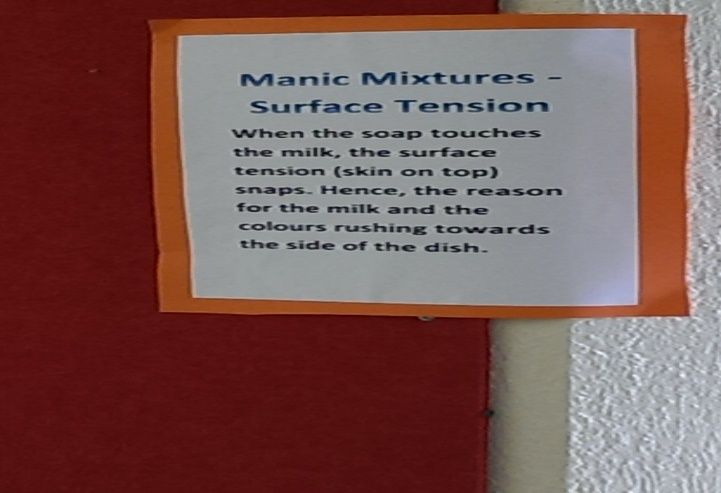 Manic Mixtures -
Surface Tension
When the soap touches
the milk, the surface
tension (skin on top)
snaps. Hence, the reason
for the milk and the
colours rushing towards
the side of the dish.